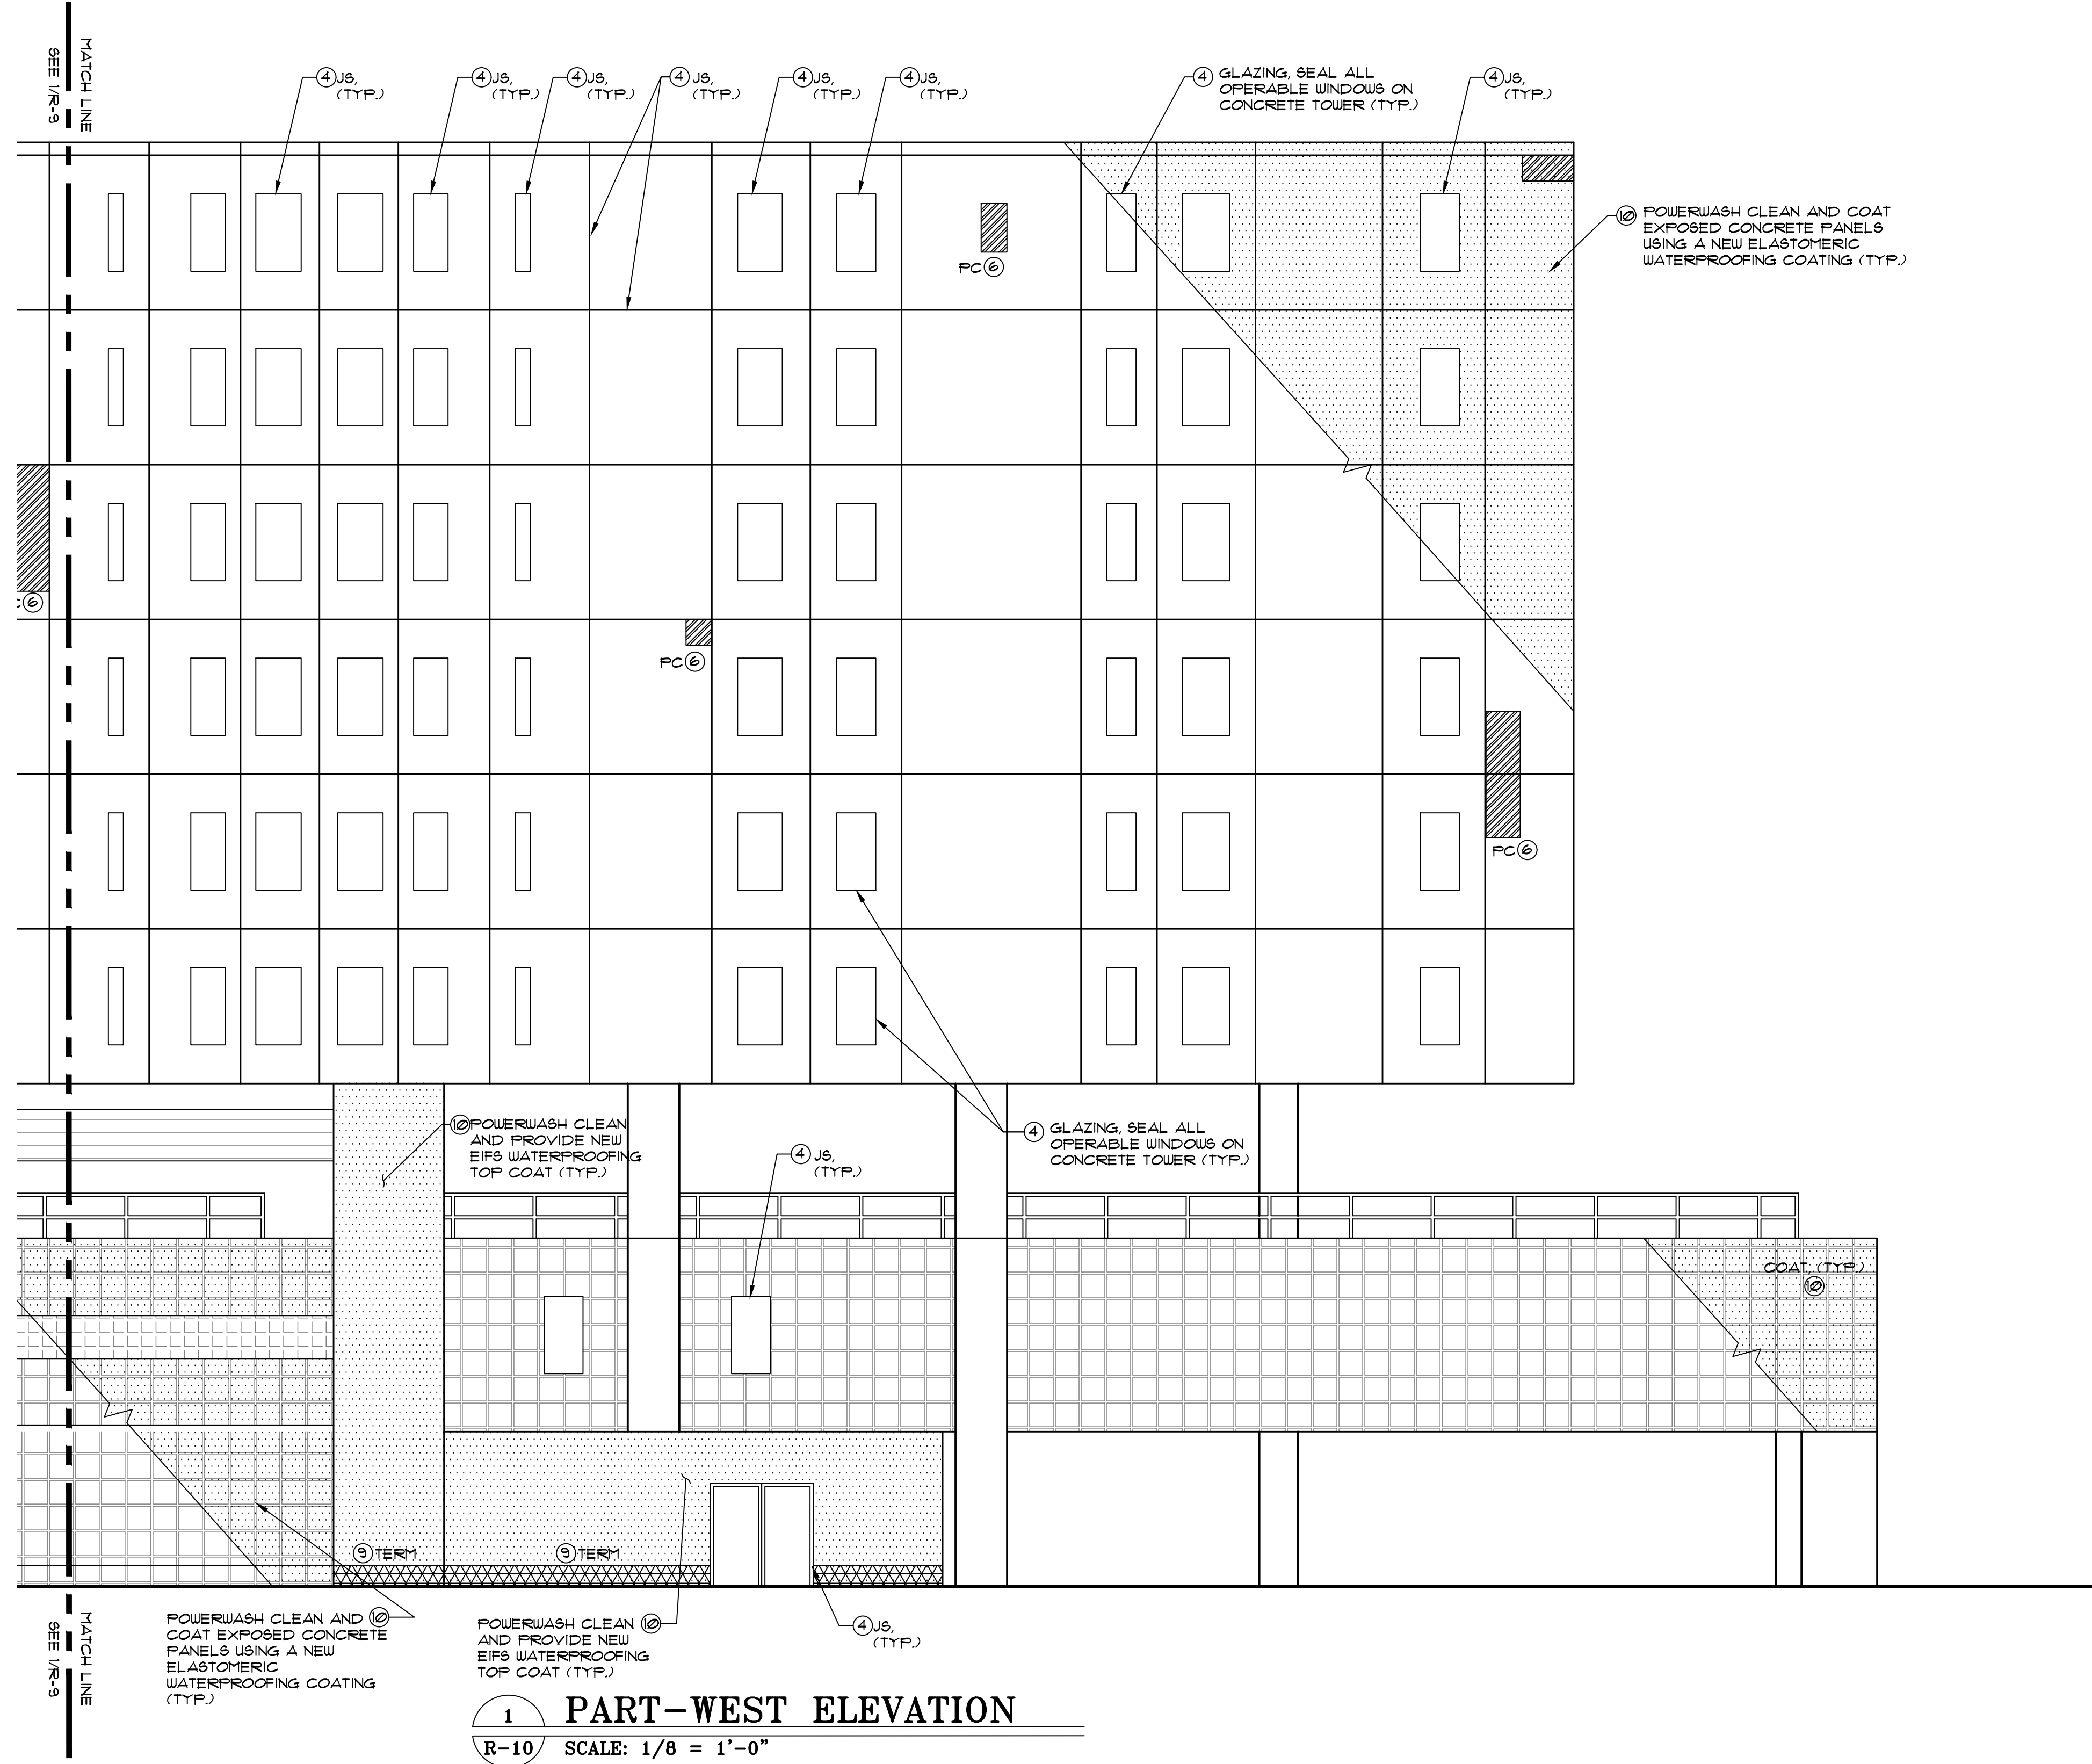 MATCH LINE
SEE 1/R-9
4 JS,
(TYP.)
4 JS,
(TYP.)
4 JS,
(TYP.)
4 JS,
(TYP.)
4 JS,
(TYP.)
4 JS,
(TYP.)
4 GLAZING, SEAL ALL
OPERABLE WINDOWS ON
CONCRETE TOWER (TYP.)
4 JS,
(TYP.)
10 POWERWASH CLEAN AND COAT
EXPOSED CONCRETE PANELS
USING A NEW ELASTOMERIC
WATERPROOFING COATING (TYP.)
PC 6
C 6
PC 6
PC 6
10 POWERWASH CLEAN
AND PROVIDE NEW
EIFS WATERPROOFING
TOP COAT (TYP.)
4 JS,
(TYP.)
4 GLAZING, SEAL ALL
OPERABLE WINDOWS ON
CONCRETE TOWER (TYP.)
COAT, (TYP.)
10
9 TERM
9 TERM
MATCH LINE
SEE 1/R-9
POWERWASH CLEAN AND 10
COAT EXPOSED CONCRETE
PANELS USING A NEW
ELASTOMERIC
WATERPROOFING COATING
(TYP.)
POWERWASH CLEAN 10
AND PROVIDE NEW
EIFS WATERPROOFING
TOP COAT (TYP.)
4 JS,
(TYP.)
1 PART-WEST ELEVATION
R-10 SCALE: 1/8 = 1'-0"